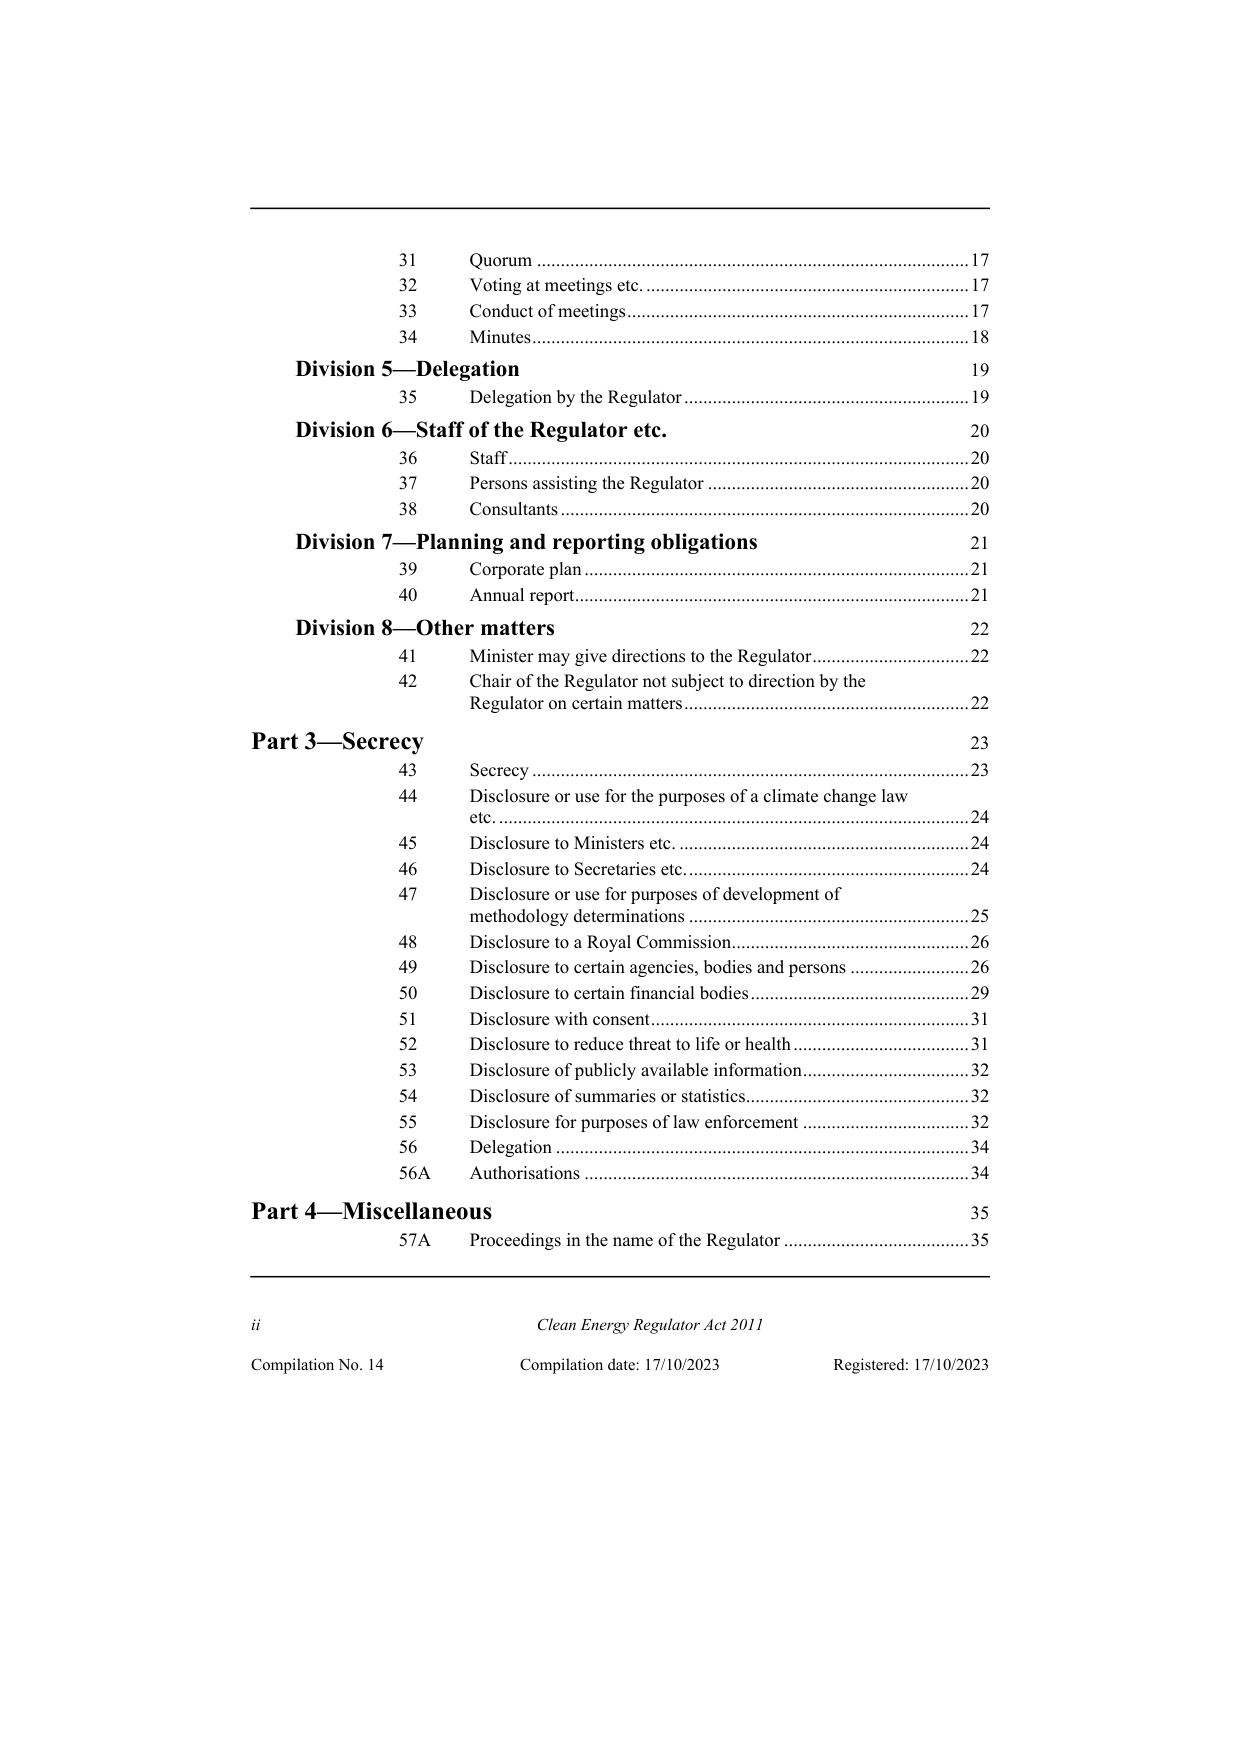 31 Quorum ............................................................................................17
32 Voting at meetings etc. .....................................................................17
33 Conduct of meetings.........................................................................17
34 Minutes.............................................................................................18
Division 5—Delegation 19
35 Delegation by the Regulator .............................................................19
Division 6—Staff of the Regulator etc. 20
36 Staff ..................................................................................................20
37 Persons assisting the Regulator ........................................................20
38 Consultants .......................................................................................20
Division 7—Planning and reporting obligations 21
39 Corporate plan ..................................................................................21
40 Annual report....................................................................................21
Division 8—Other matters 22
41 Minister may give directions to the Regulator..................................22
42 Chair of the Regulator not subject to direction by the
Regulator on certain matters .............................................................22
Part 3—Secrecy 23
43 Secrecy .............................................................................................23
44 Disclosure or use for the purposes of a climate change law
etc. ....................................................................................................24
45 Disclosure to Ministers etc. ..............................................................24
46 Disclosure to Secretaries etc. ............................................................24
47 Disclosure or use for purposes of development of
methodology determinations ............................................................25
48 Disclosure to a Royal Commission...................................................26
49 Disclosure to certain agencies, bodies and persons ..........................26
50 Disclosure to certain financial bodies ...............................................29
51 Disclosure with consent....................................................................31
52 Disclosure to reduce threat to life or health ......................................31
53 Disclosure of publicly available information....................................32
54 Disclosure of summaries or statistics................................................32
55 Disclosure for purposes of law enforcement ....................................32
56 Delegation ........................................................................................34
56A Authorisations ..................................................................................34
Part 4—Miscellaneous 35
57A Proceedings in the name of the Regulator ........................................35
ii Clean Energy Regulator Act 2011
Compilation No. 14 Compilation date: 17/10/2023 Registered: 17/10/2023